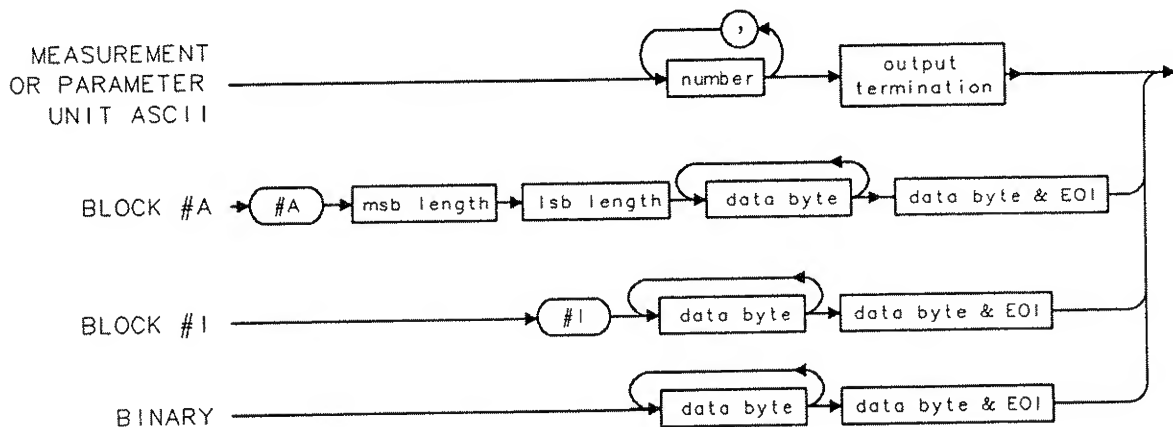 MEASUREMENT
OR PARAMETER
UNIT ASCII
,
number
output
termination
BLOCK #A
#A
msb length
lsb length
data byte
data byte & EOI
BLOCK #I
#I
data byte
data byte & EOI
BINARY
data byte
data byte & EOI